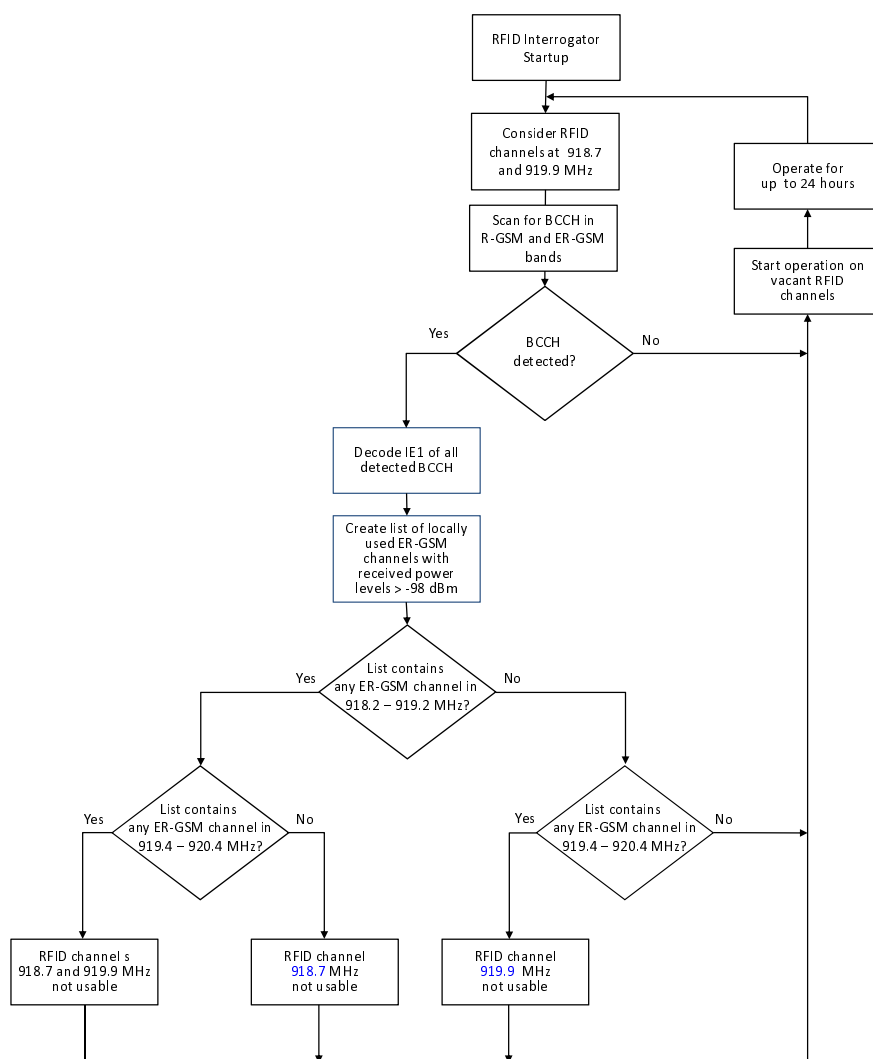 RFID Interrogator
Startup
Consider RFID
channels at 918.7
and 919.9 MHz
Operate for
up to 24 hours
Scan for BCCH in
R-GSM and ER-GSM
bands
Start operation on
vacant RFID
channels
Yes
BCCH
detected?
No
Decode IE1 of all
detected BCCH
Create list of locally
used ER-GSM
channels with
received power
levels > -98 dBm
Yes
List contains
any ER-GSM channel in
918.2 – 919.2 MHz?
No
Yes
List contains
any ER-GSM channel in
919.4 – 920.4 MHz?
No
Yes
List contains
any ER-GSM channel in
919.4 – 920.4 MHz?
No
RFID channel s
918.7 and 919.9 MHz
not usable
RFID channel
918.7 MHz
not usable
RFID channel
919.9 MHz
not usable